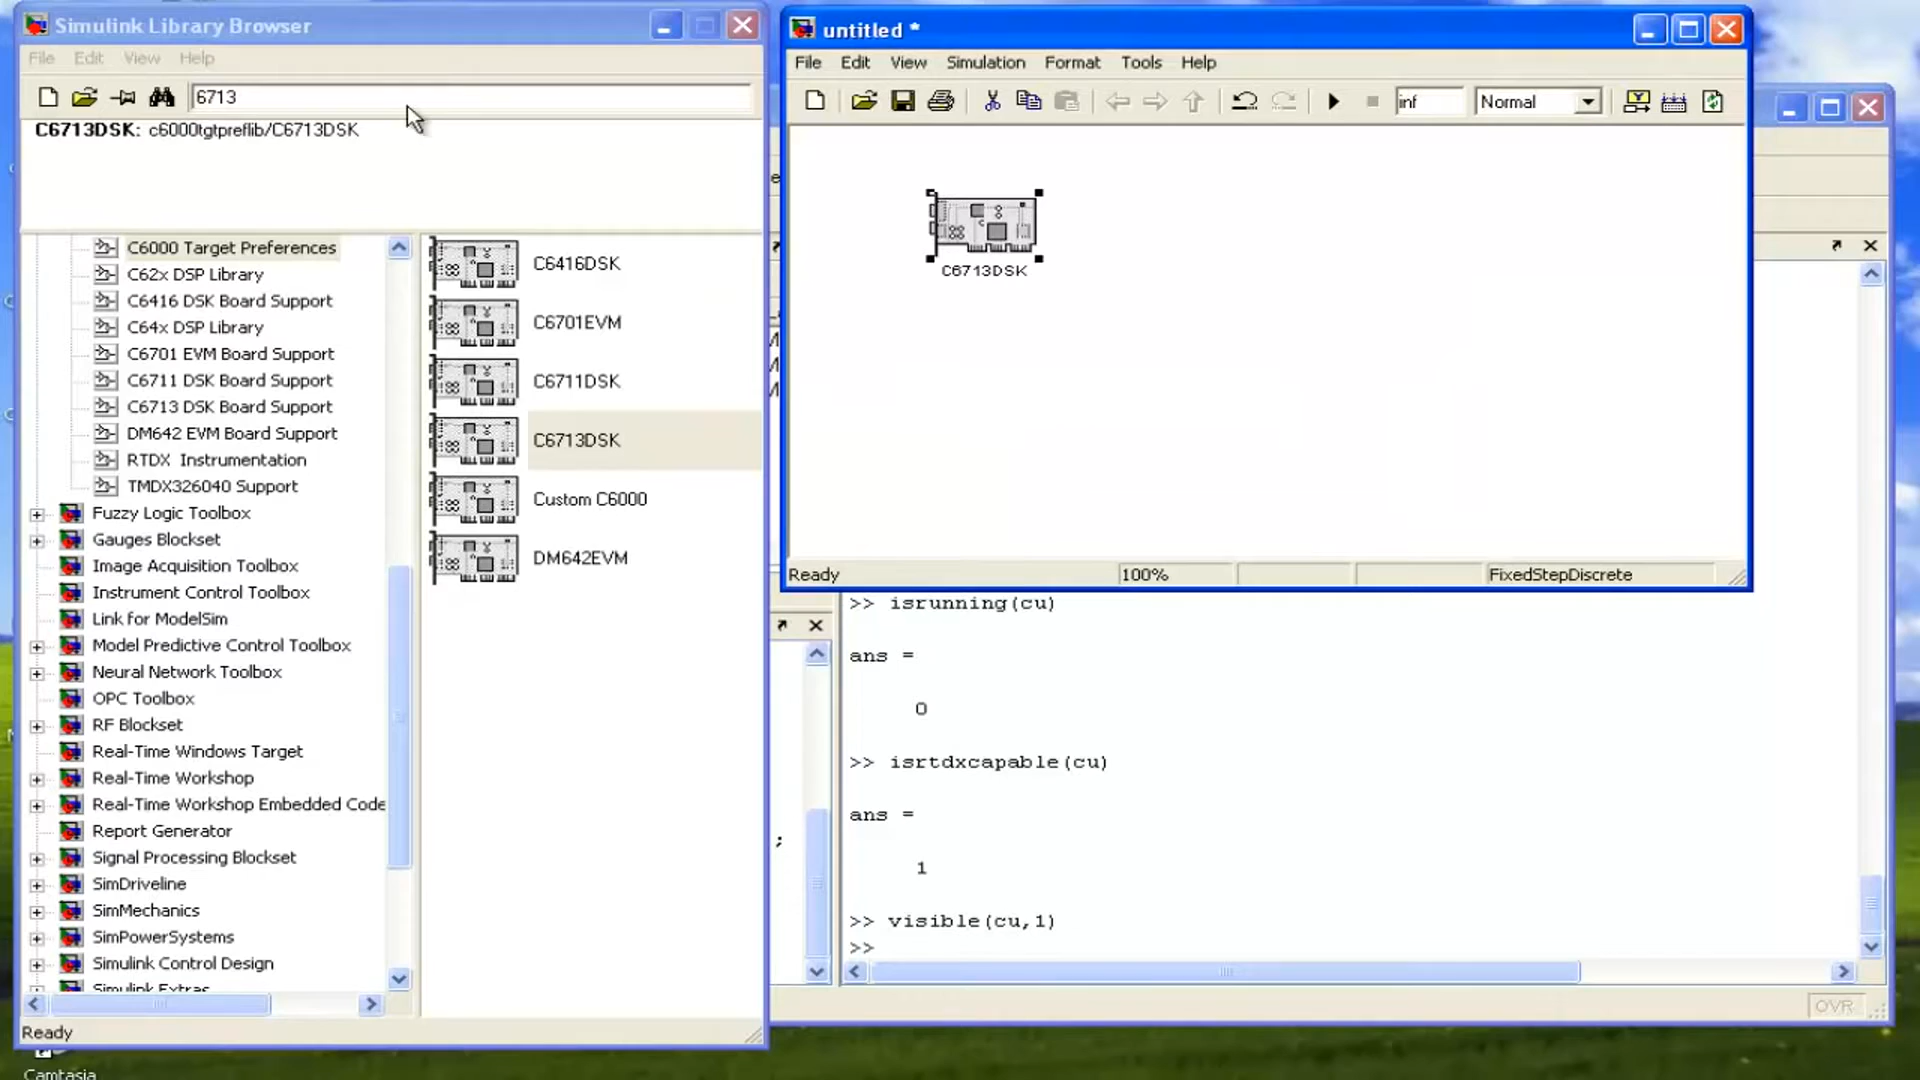 Simulink Library Browser
File Edit View Help
6713
C6713DSK: c6000tgtpreflib/C6713DSK
C6000 Target Preferences
C62x DSP Library
C6416 DSK Board Support
C64x DSP Library
C6701 EVM Board Support
C6711 DSK Board Support
C6713 DSK Board Support
DM642 EVM Board Support
RTDX Instrumentation
TMDX326040 Support
Fuzzy Logic Toolbox
Gauges Blockset
Image Acquisition Toolbox
Instrument Control Toolbox
Link for ModelSim
Model Predictive Control Toolbox
Neural Network Toolbox
OPC Toolbox
RF Blockset
Real-Time Windows Target
Real-Time Workshop
Real-Time Workshop Embedded Code
Report Generator
Signal Processing Blockset
SimDriveline
SimMechanics
SimPowerSystems
Simulink Control Design
Simulink Extras
C6416DSK
C6701EVM
C6711DSK
C6713DSK
Custom C6000
DM642EVM
Ready
untitled *
File Edit View Simulation Format Tools Help
inf Normal
C6713DSK
Ready 100% FixedStepDiscrete
>> isrunning(cu)
ans =
0
>> isrtdxcapable(cu)
ans =
1
>> visible(cu,1)
>>
;
OVR
Camtasia